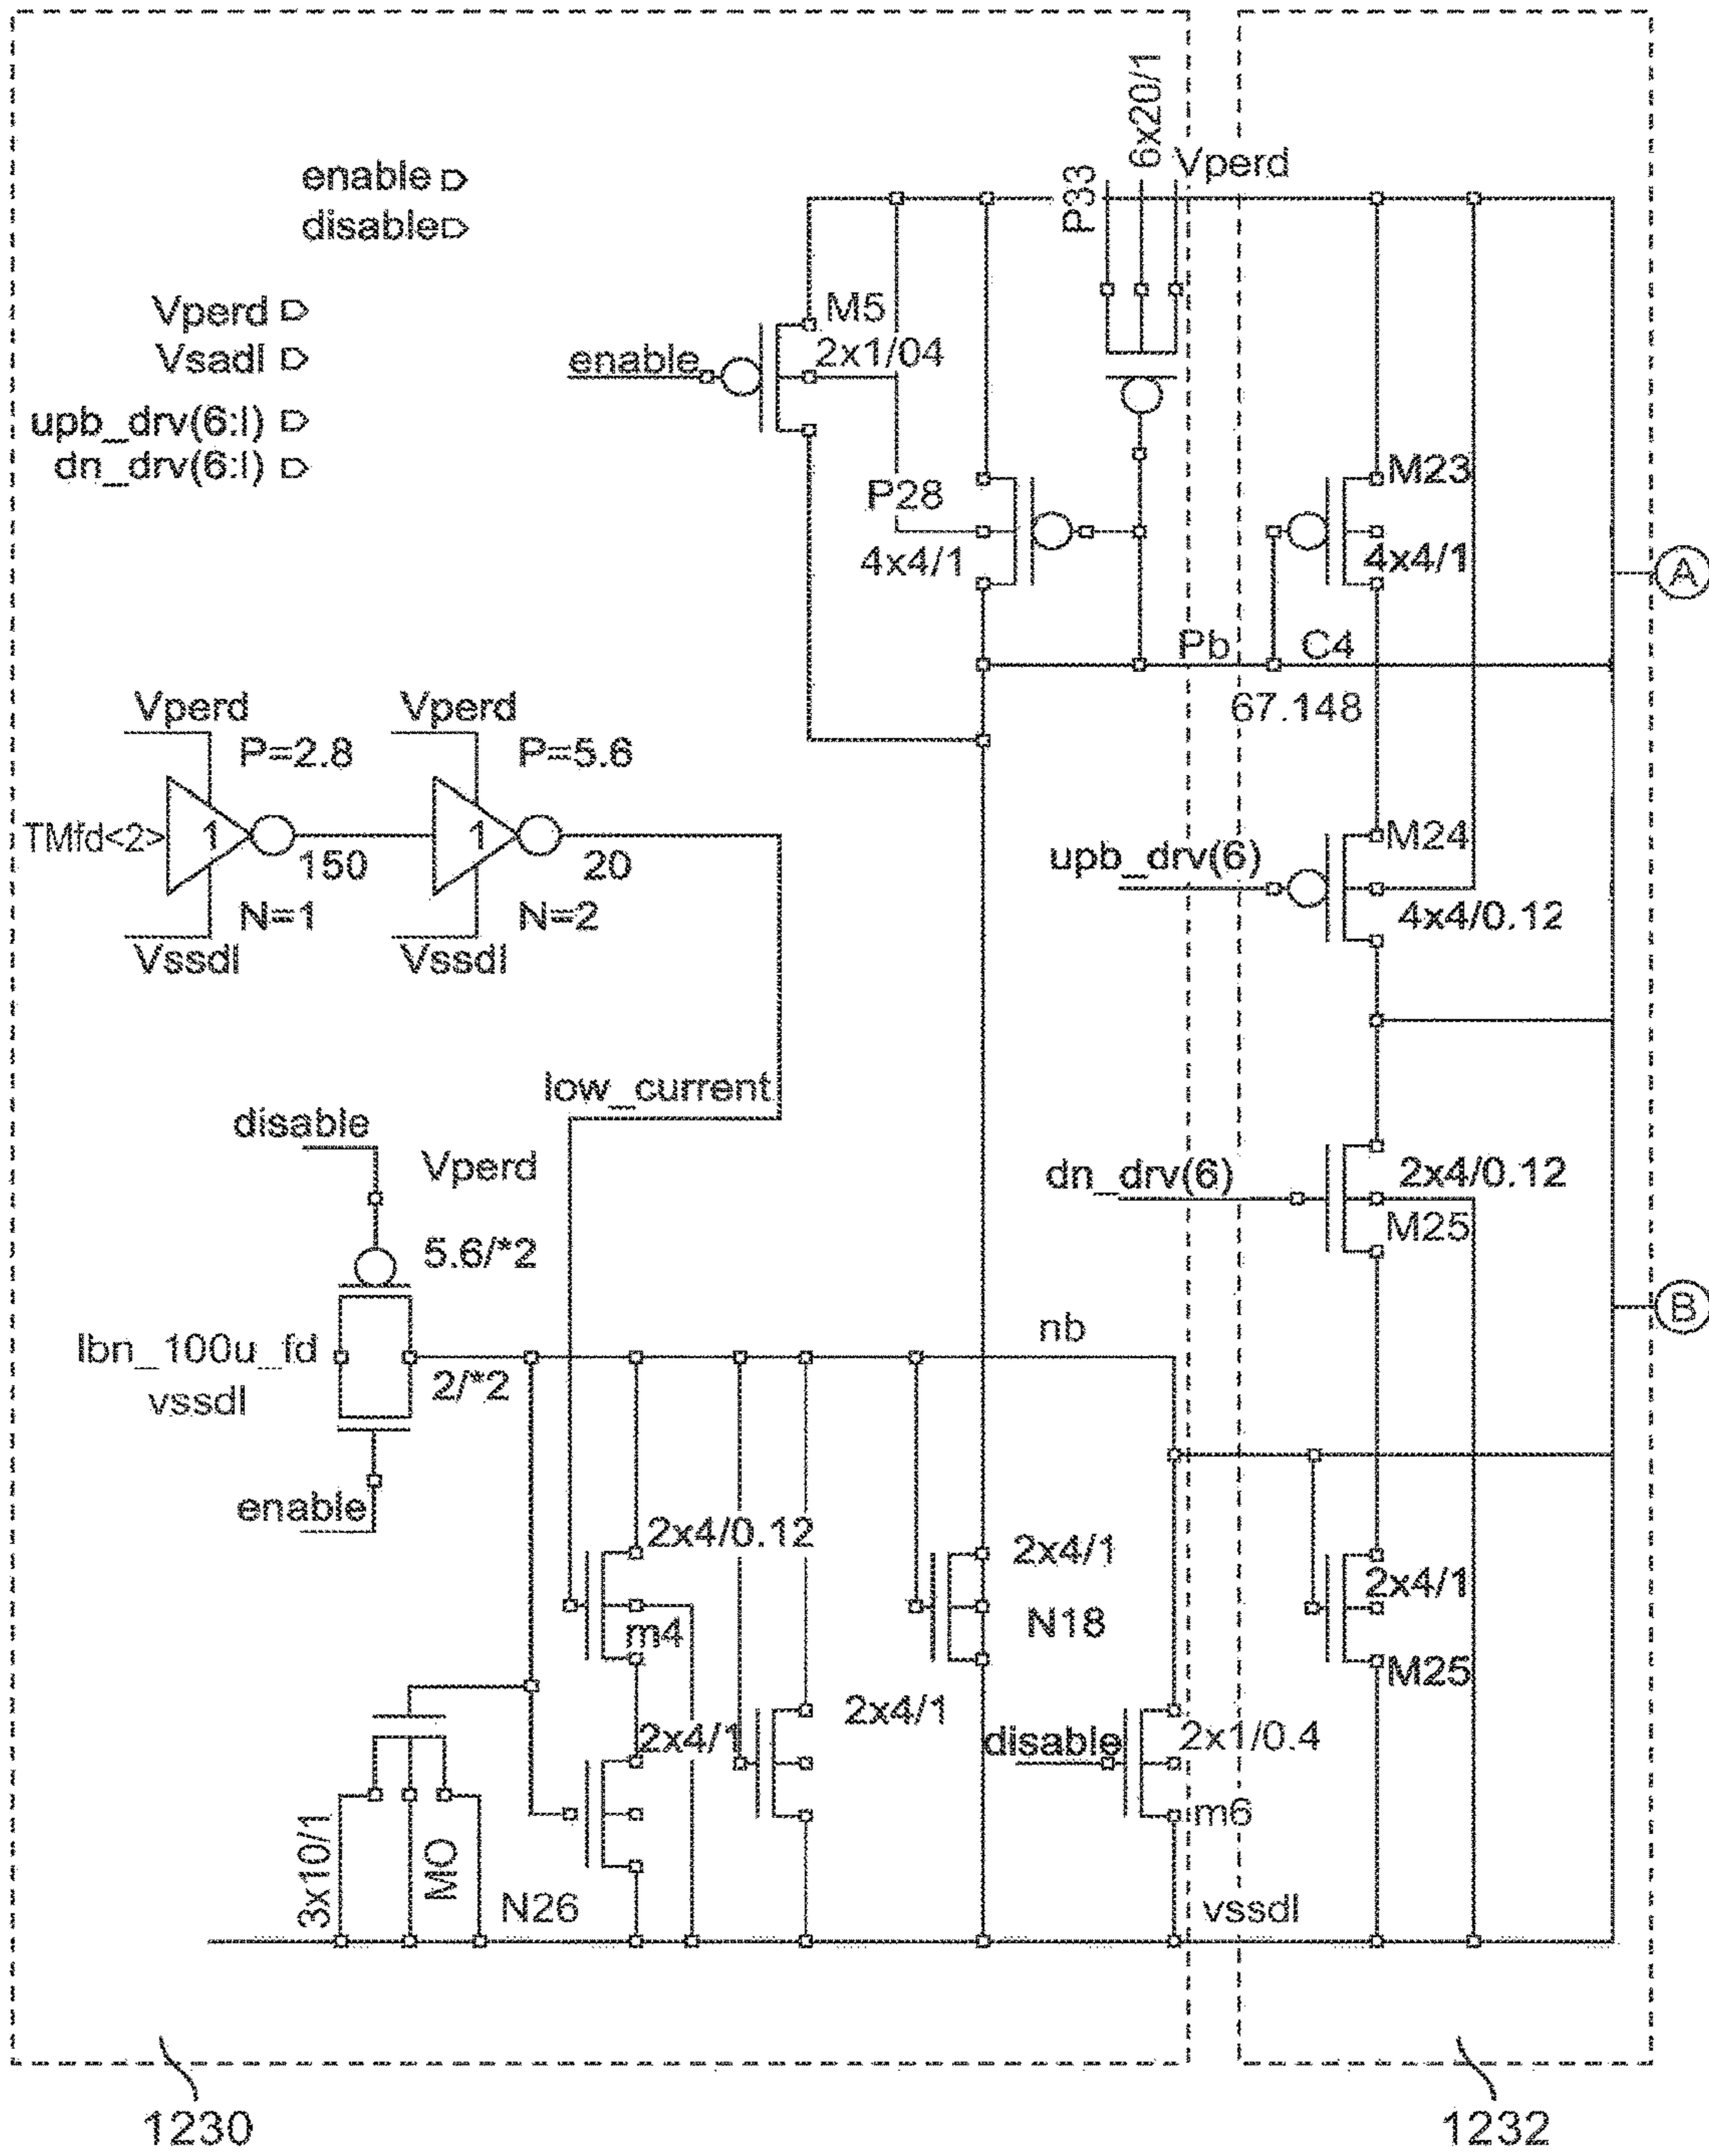 enable
disable
Vperd
Vsadl
upb_drv(6:l)
dn_drv(6:l)
P33
6x20/1
Vperd
M5
2x1/04
enable
P28
4x4/1
M23
4x4/1
A
Pb
C4
67.148
Vperd
P=2.8
TMfd<2>
1
150
N=1
Vssdl
Vperd
P=5.6
1
20
N=2
Vssdl
M24
upb_drv(6)
4x4/0.12
low_current
disable
Vperd
5.6/*2
lbn_100u_fd
vssdl
2/*2
enable
dn_drv(6)
2x4/0.12
M25
B
nb
2x4/0.12
m4
2x4/1
2x4/1
2x4/1
N18
2x4/1
M25
disable
2x1/0.4
m6
3x10/1
MO
N26
vssdl
1230
1232